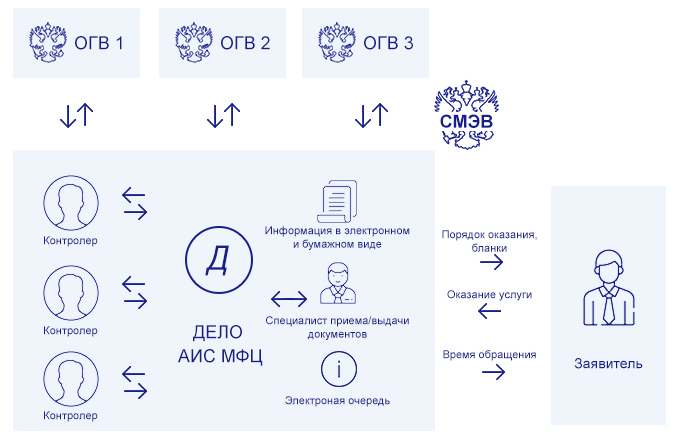 ОГВ 1
ОГВ 2
ОГВ 3
СМЭВ
Контролер
Контролер
Контролер
Д
ДЕЛО
АИС МФЦ
Информация в электронном
и бумажном виде
Специалист приема/выдачи
документов
i
Электроная очередь
Порядок оказания,
бланки
Оказание услуги
Время обращения
Заявитель